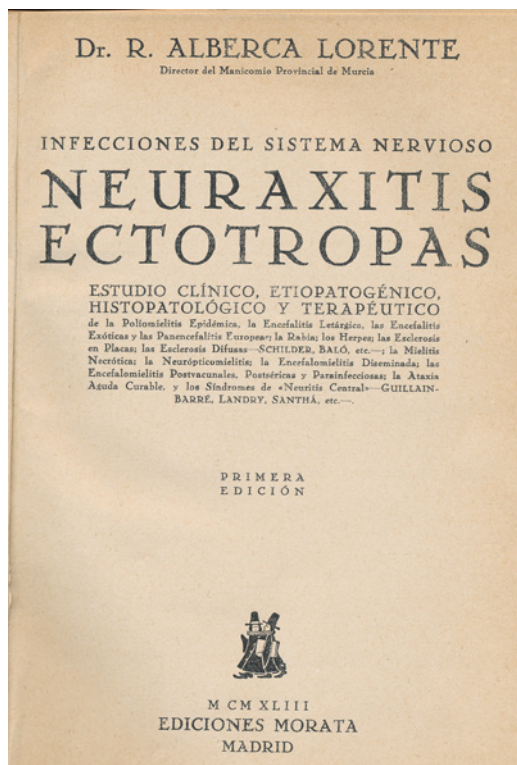 Dr. R. ALBERCA LORENTE
Director del Manicomio Provincial de Murcia
INFECCIONES DEL SISTEMA NERVIOSO
NEURAXITIS
ECTOTROPAS
ESTUDIO CLÍNICO, ETIOPATOGÉNICO,
HISTOPATOLÓGICO Y TERAPÉUTICO
de la Poliomielitis Epidémica, la Encefalitis Letárgica, las Encefalitis
Exóticas y las Panencefalitis Europeas; la Rabia; los Herpes; las Esclerosis
en Placas; las Esclerosis Difusas—SCHILDER, BALÓ, etc.—; la Mielitis
Necrótica; la Neurópticomielitis; la Encefalomielitis Diseminada; las
Encefalomielitis Postvacunales, Postséricas y Parainfecciosas; la Ataxia
Aguda Curable, y los Síndromes de «Neuritis Central»—GUILLAIN-
BARRÉ, LANDRY, SANTHÁ, etc.—.
PRIMERA
EDICIÓN
MCMXLIII
EDICIONES MORATA
MADRID